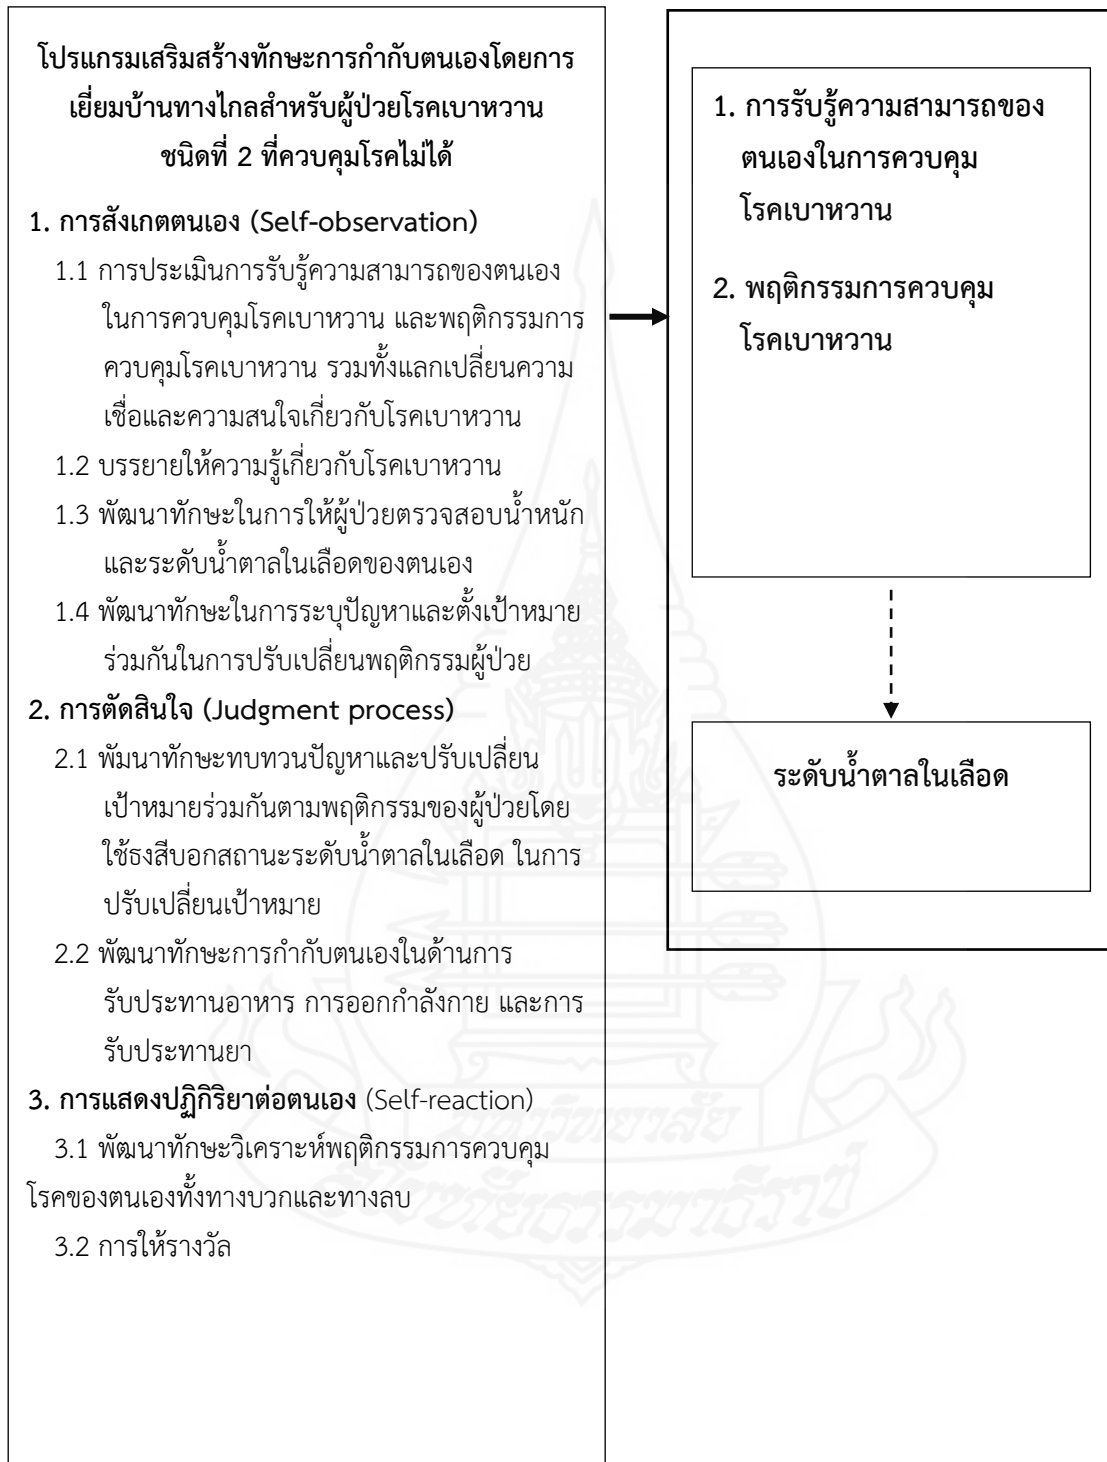 โปรแกรมเสริมสร้างทักษะการกำกับตนเองโดยการ
เยี่ยมบ้านทางไกลสำหรับผู้ป่วยโรคเบาหวาน
ชนิดที่ 2 ที่ควบคุมโรคไม่ได้
1. การสังเกตตนเอง (Self-observation)
1.1 การประเมินการรับรู้ความสามารถของตนเอง
ในการควบคุมโรคเบาหวาน และพฤติกรรมการ
ควบคุมโรคเบาหวาน รวมทั้งแลกเปลี่ยนความ
เชื่อและความสนใจเกี่ยวกับโรคเบาหวาน
1.2 บรรยายให้ความรู้เกี่ยวกับโรคเบาหวาน
1.3 พัฒนาทักษะในการให้ผู้ป่วยตรวจสอบน้ำหนัก
และระดับน้ำตาลในเลือดของตนเอง
1.4 พัฒนาทักษะในการระบุปัญหาและตั้งเป้าหมาย
ร่วมกันในการปรับเปลี่ยนพฤติกรรมผู้ป่วย
2. การตัดสินใจ (Judgment process)
2.1 พัมนาทักษะทบทวนปัญหาและปรับเปลี่ยน
เป้าหมายร่วมกันตามพฤติกรรมของผู้ป่วยโดย
ใช้ธงสีบอกสถานะระดับน้ำตาลในเลือด ในการ
ปรับเปลี่ยนเป้าหมาย
2.2 พัฒนาทักษะการกำกับตนเองในด้านการ
รับประทานอาหาร การออกกำลังกาย และการ
รับประทานยา
3. การแสดงปฏิกิริยาต่อตนเอง (Self-reaction)
3.1 พัฒนาทักษะวิเคราะห์พฤติกรรมการควบคุม
โรคของตนเองทั้งทางบวกและทางลบ
3.2 การให้รางวัล
1. การรับรู้ความสามารถของ
ตนเองในการควบคุม
โรคเบาหวาน
2. พฤติกรรมการควบคุม
โรคเบาหวาน
ระดับน้ำตาลในเลือด
มหาวิทยาลัย
สุโขทัยธรรมาธิราช